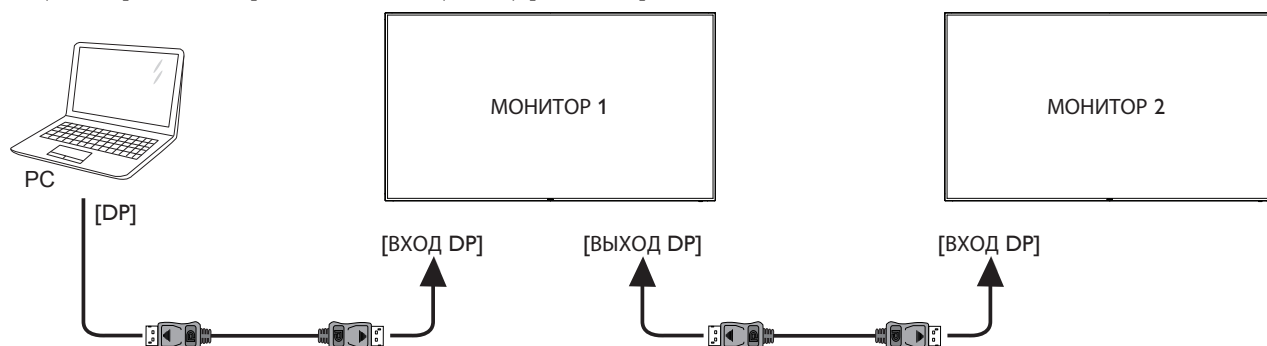 МОНИТОР 1
МОНИТОР 2
PC
[DP]
[ВХОД DP]
[ВЫХОД DP]
[ВХОД DP]